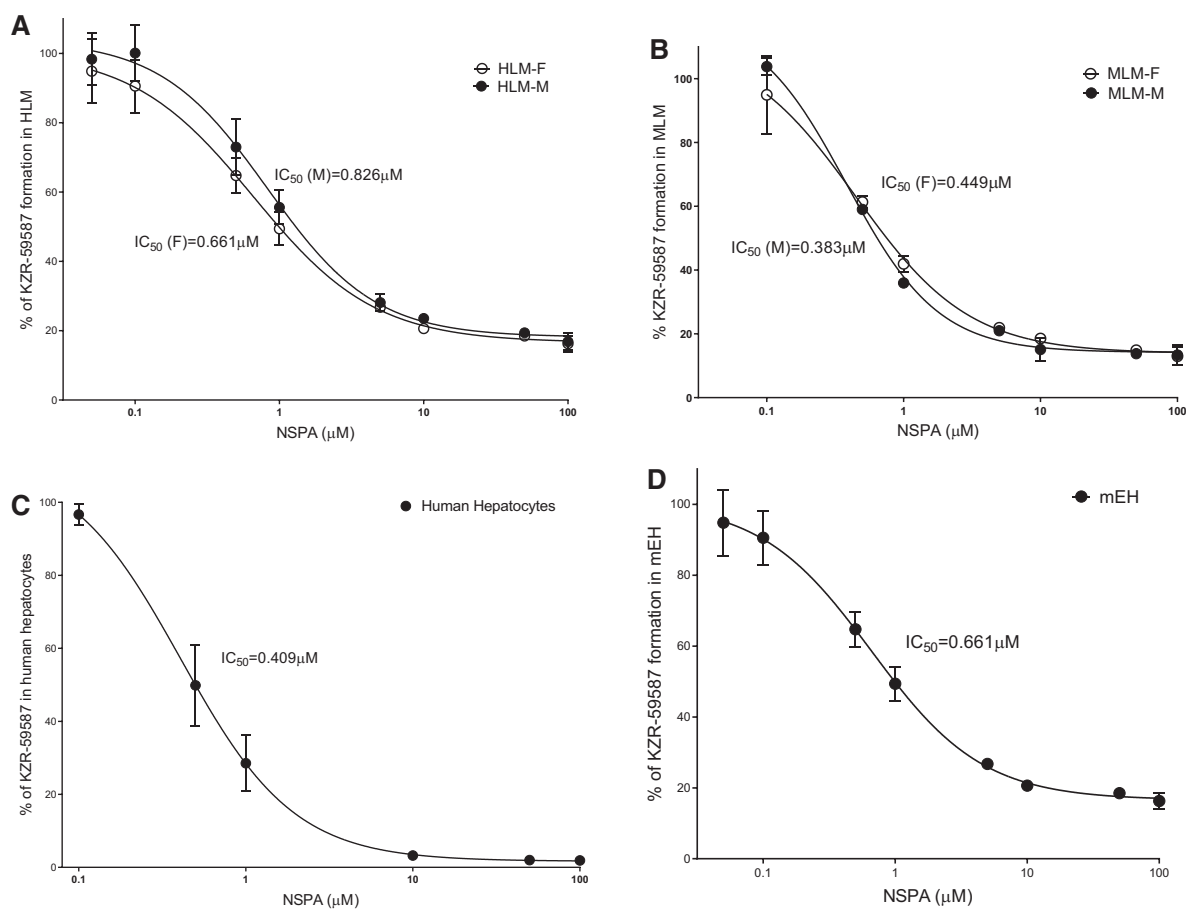 A
% of KZR-59587 formation in HLM
100
80
60
40
20
0
0.1 1 10 100
NSPA (μM)
HLM-F
HLM-M
IC50 (M)=0.826μM
IC50 (F)=0.661μM
B
% KZR-59587 formation in MLM
100
80
60
40
20
0
0.1 1 10 100
NSPA (μM)
MLM-F
MLM-M
IC50 (F)=0.449μM
IC50 (M)=0.383μM
C
% of KZR-59587 in human hepatocytes
100
80
60
40
20
0
0.1 1 10 100
NSPA (μM)
Human Hepatocytes
IC50=0.409μM
D
% of KZR-59587 formation in mEH
100
80
60
40
20
0
0.1 1 10 100
NSPA (μM)
mEH
IC50=0.661μM